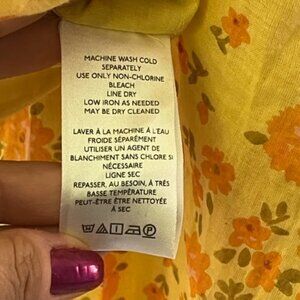 MACHINE WASH COLD
SEPARATELY
USE ONLY NON-CHLORINE
BLEACH
LINE DRY
LOW IRON AS NEEDED
MAY BE DRY CLEANED
LAVER À LA MACHINE À L'EAU
FROIDE SÉPARÉMENT
UTILISER UN AGENT DE
BLANCHIMENT SANS CHLORE SI
NÉCESSAIRE
LIGNE SEC
REPASSER, AU BESOIN, À TRÈS
BASSE TEMPÉRATURE
PEUT-ÊTRE ÊTRE NETTOYÉE
À SEC